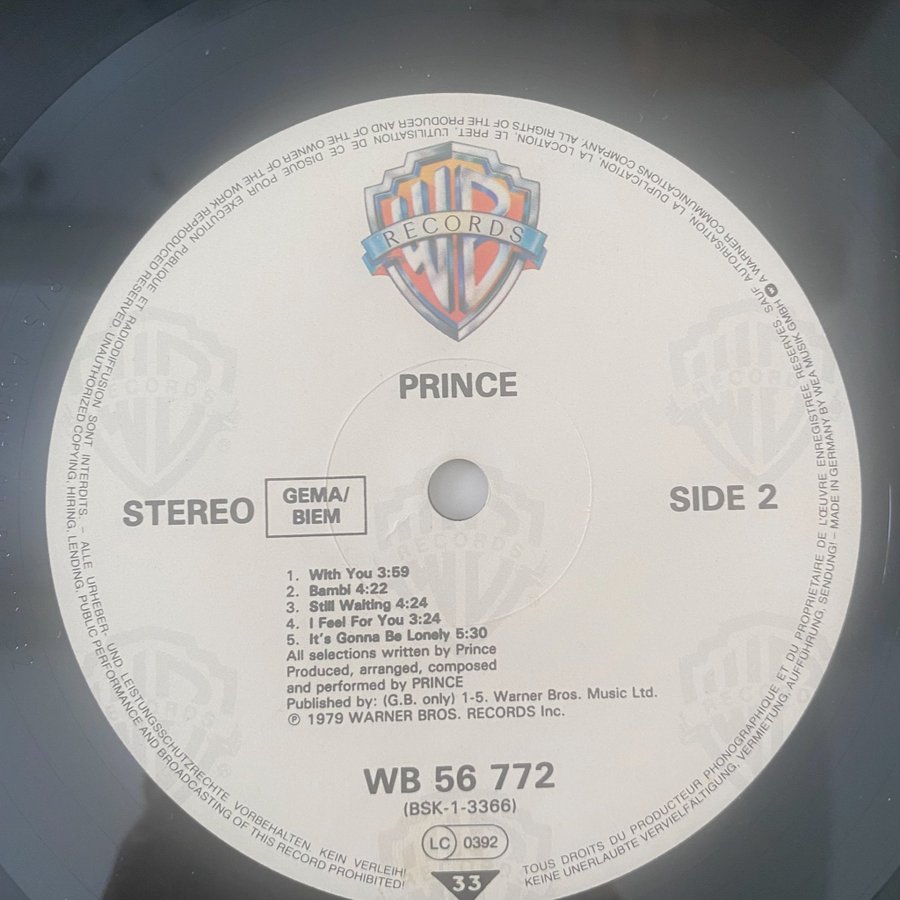 WB
RECORDS
PRINCE
STEREO
GEMA/
BIEM
SIDE 2
1. With You 3:59
2. Bambi 4:22
3. Still Waiting 4:24
4. I Feel For You 3:24
5. It's Gonna Be Lonely 5:30
All selections written by Prince
Produced, arranged, composed
and performed by PRINCE
Published by: (G.B. only) 1-5. Warner Bros. Music Ltd.
℗ 1979 WARNER BROS. RECORDS Inc.
WB 56 772
(BSK-1-3366)
LC 0392
33
TOUS DROITS DU PRODUCTEUR PHONOGRAPHIQUE ET DU PROPRIETAIRE DE L'ŒUVRE ENREGISTREE RESERVES SAUF AUTORISATION, LA DUPLICATION, LA LOCATION, LE PRET, L'UTILISATION DE CE DISQUE POUR EXECUTION PUBLIQUE ET RADIODIFFUSION SONT INTERDITS. – ALLE URHEBER- UND LEISTUNGSSCHUTZRECHTE VORBEHALTEN. KEIN VERLEIH!
KEINE UNERLAUBTE VERVIELFÄLTIGUNG, VERMIETUNG, AUFFÜHRUNG, SENDUNG! – MADE IN GERMANY BY WEA MUSIK GMBH A WARNER COMMUNICATIONS COMPANY. ALL RIGHTS OF THE PRODUCER AND OF THE OWNER OF THE WORK REPRODUCED RESERVED. UNAUTHORIZED COPYING, HIRING, LENDING, PUBLIC PERFORMANCE AND BROADCASTING OF THIS RECORD PROHIBITED!